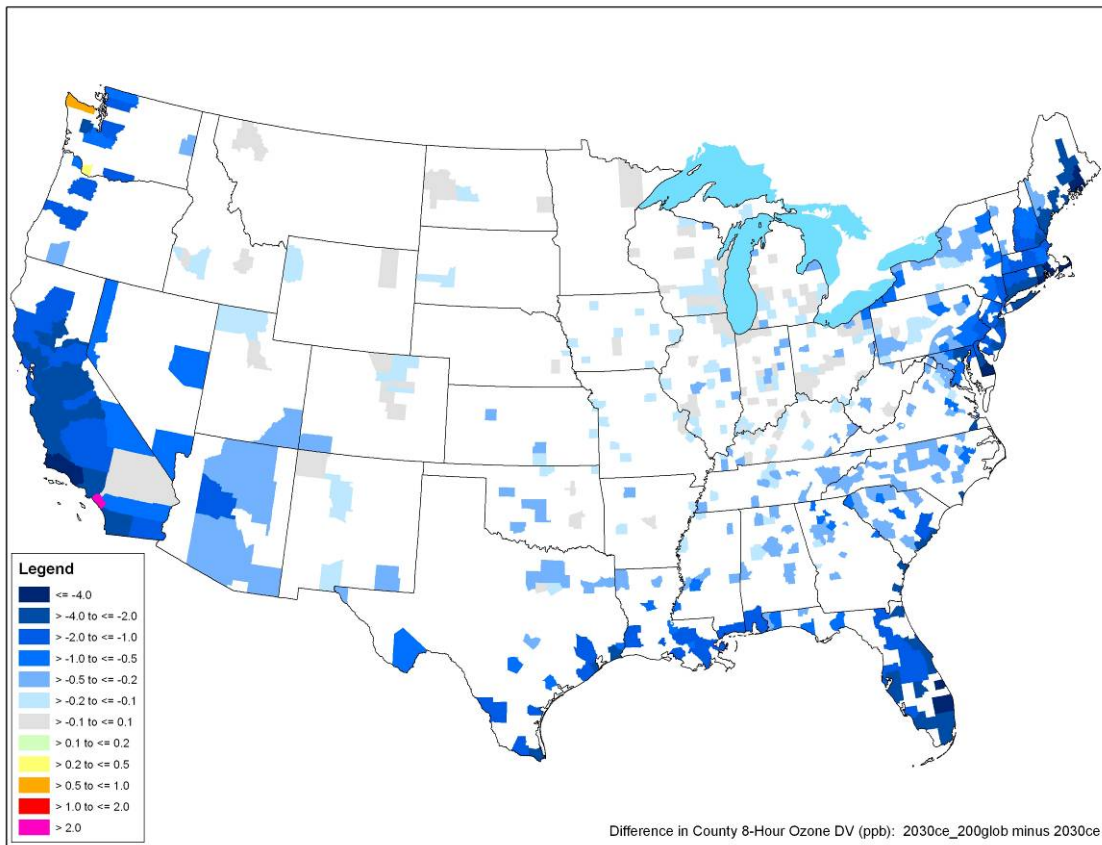 Legend
<= -4.0
> -4.0 to <= -2.0
> -2.0 to <= -1.0
> -1.0 to <= -0.5
> -0.5 to <= -0.2
> -0.2 to <= -0.1
> -0.1 to <= 0.1
> 0.1 to <= 0.2
> 0.2 to <= 0.5
> 0.5 to <= 1.0
> 1.0 to <= 2.0
> 2.0
Difference in County 8-Hour Ozone DV (ppb): 2030ce_200glob minus 2030ce